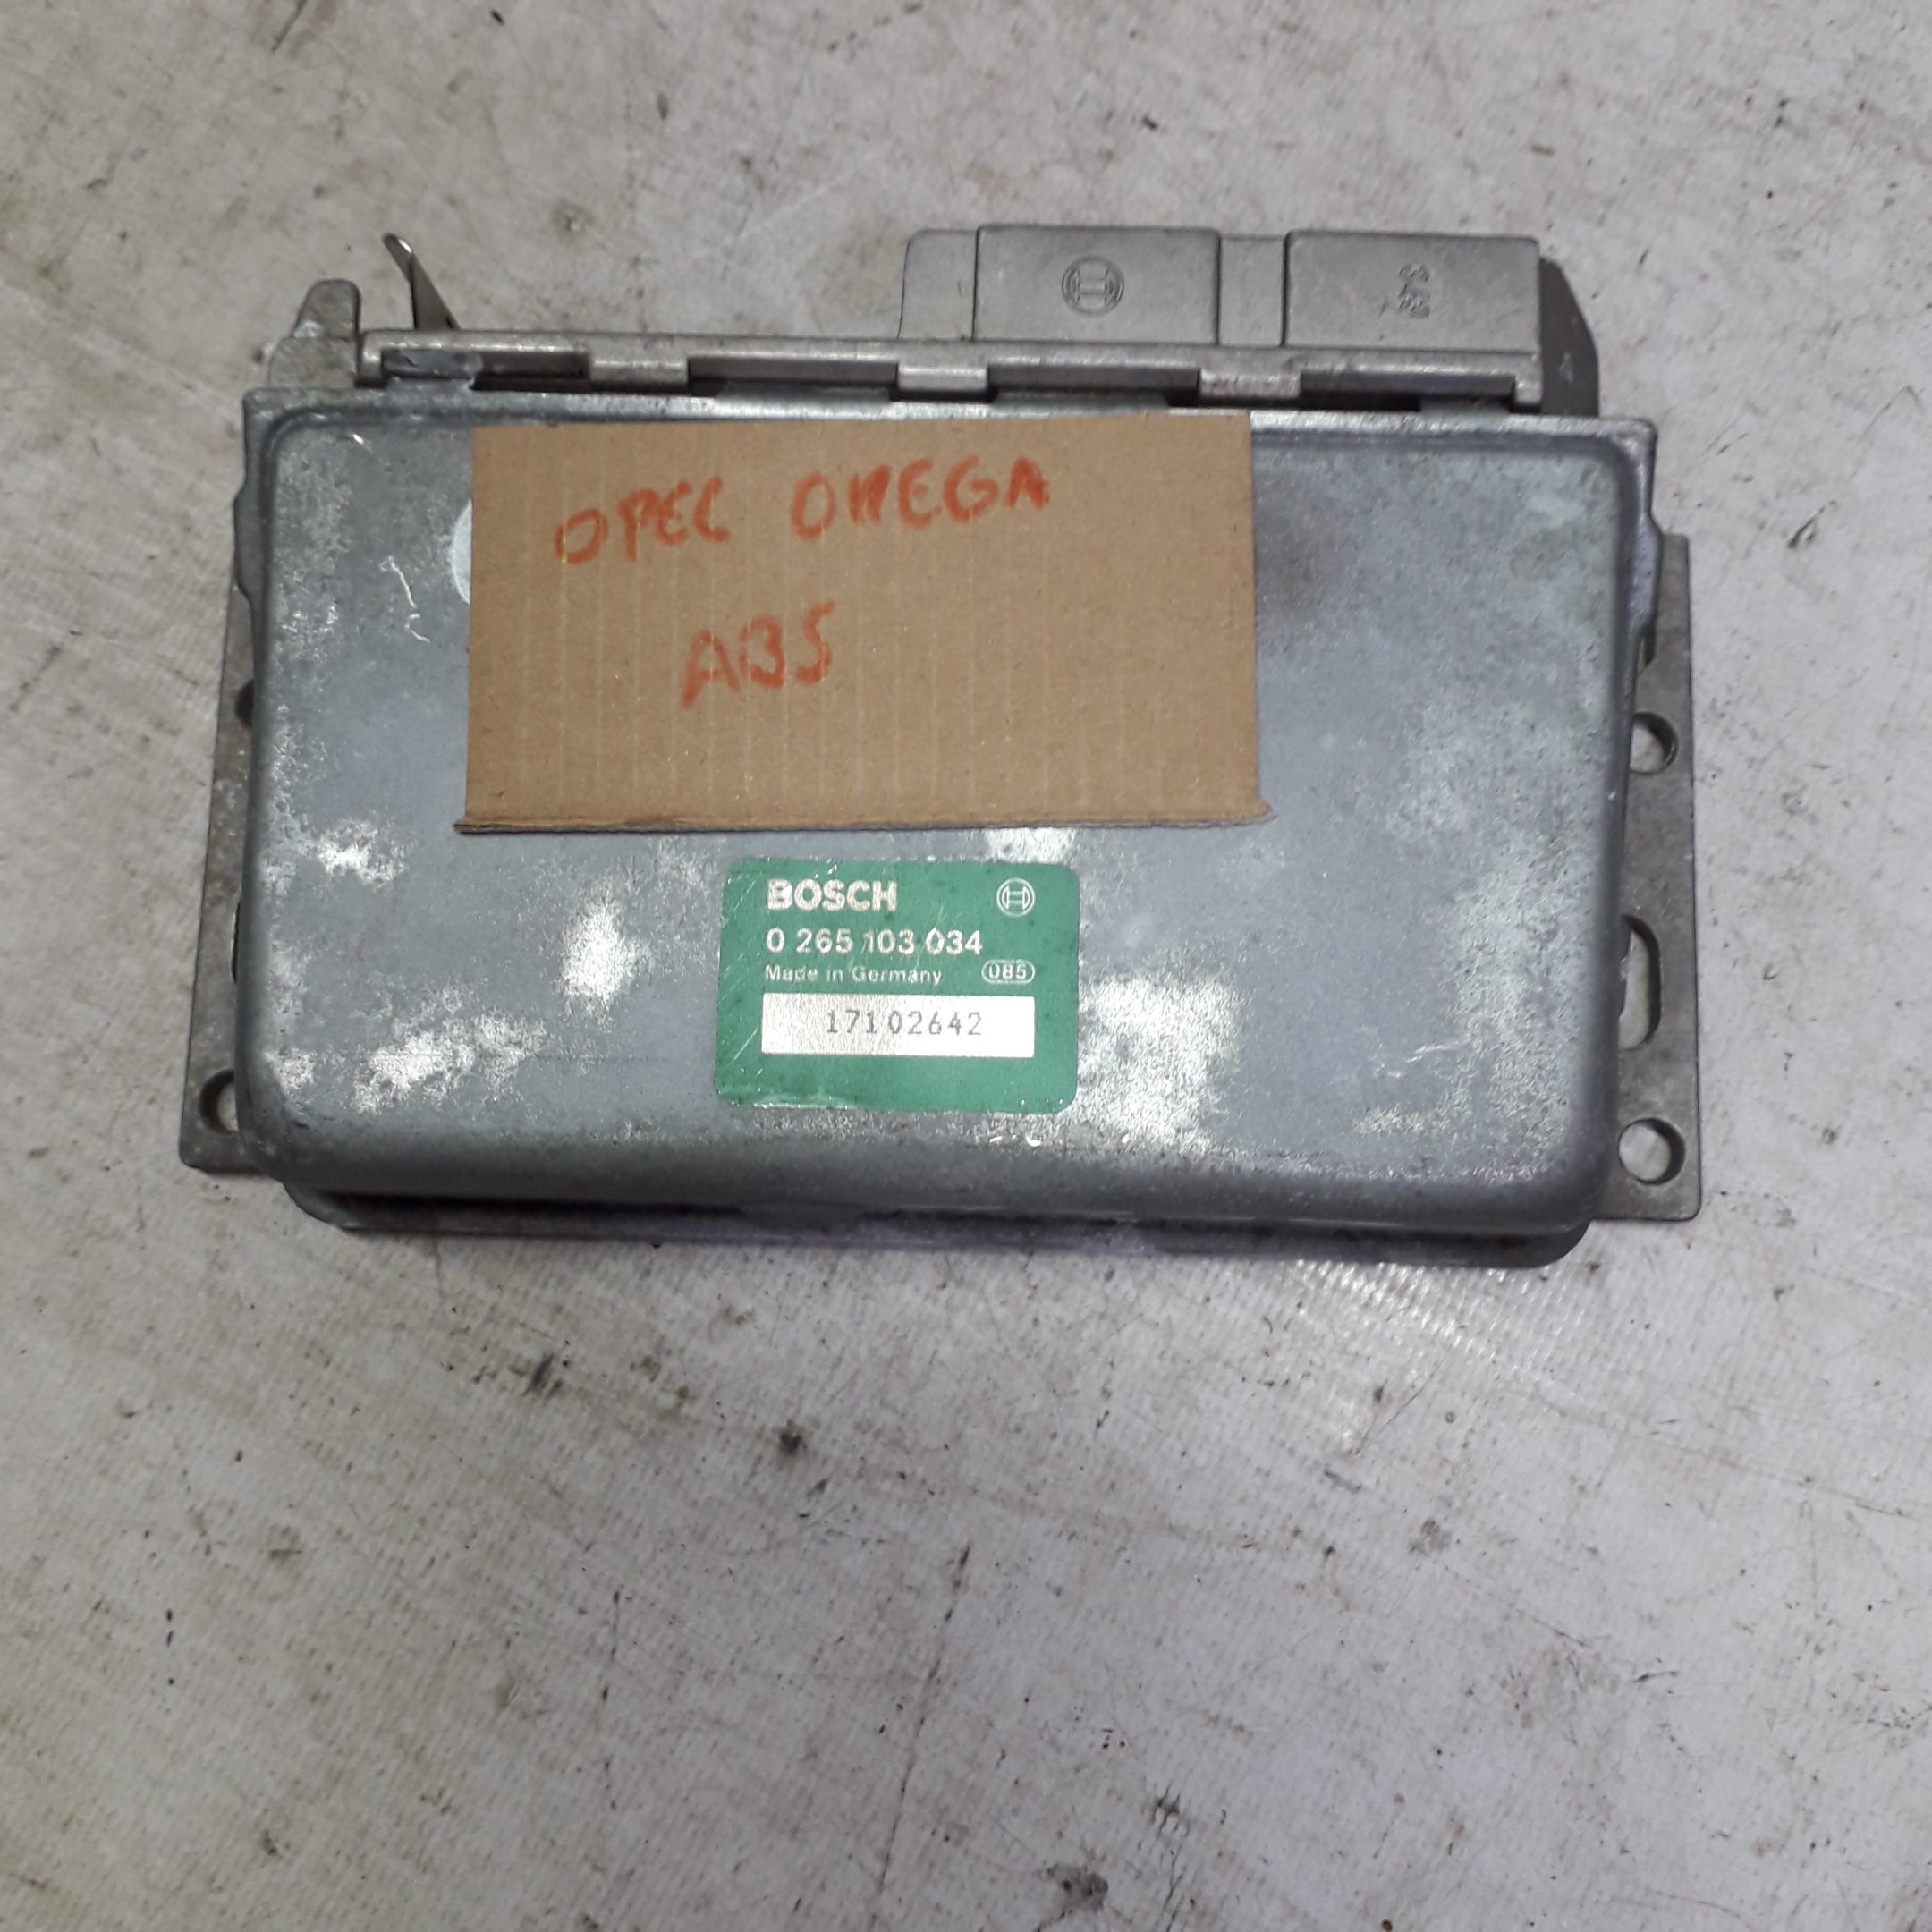 OPEL OMEGA
ABS
BOSCH
0 265 103 034
Made in Germany 085
17102642